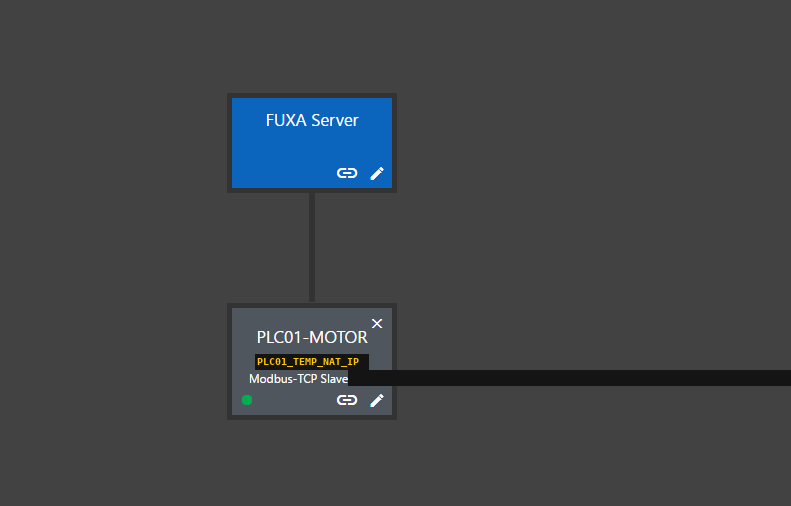 FUXA Server
PLC01-MOTOR
PLC01_TEMP_NAT_IP
Modbus-TCP Slave